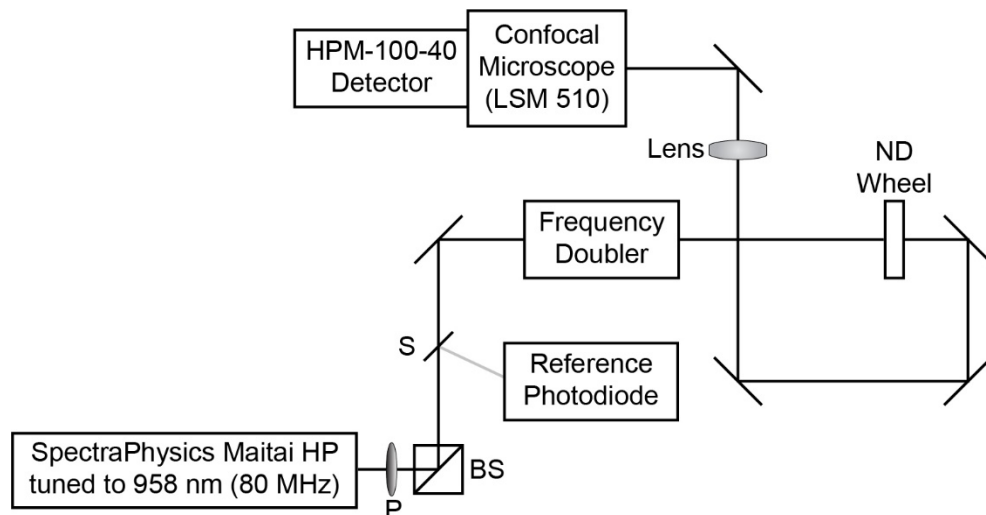 HPM-100-40
Detector
Confocal
Microscope
(LSM 510)
Lens
ND
Wheel
Frequency
Doubler
S
Reference
Photodiode
SpectraPhysics Maitai HP
tuned to 958 nm (80 MHz)
P
BS